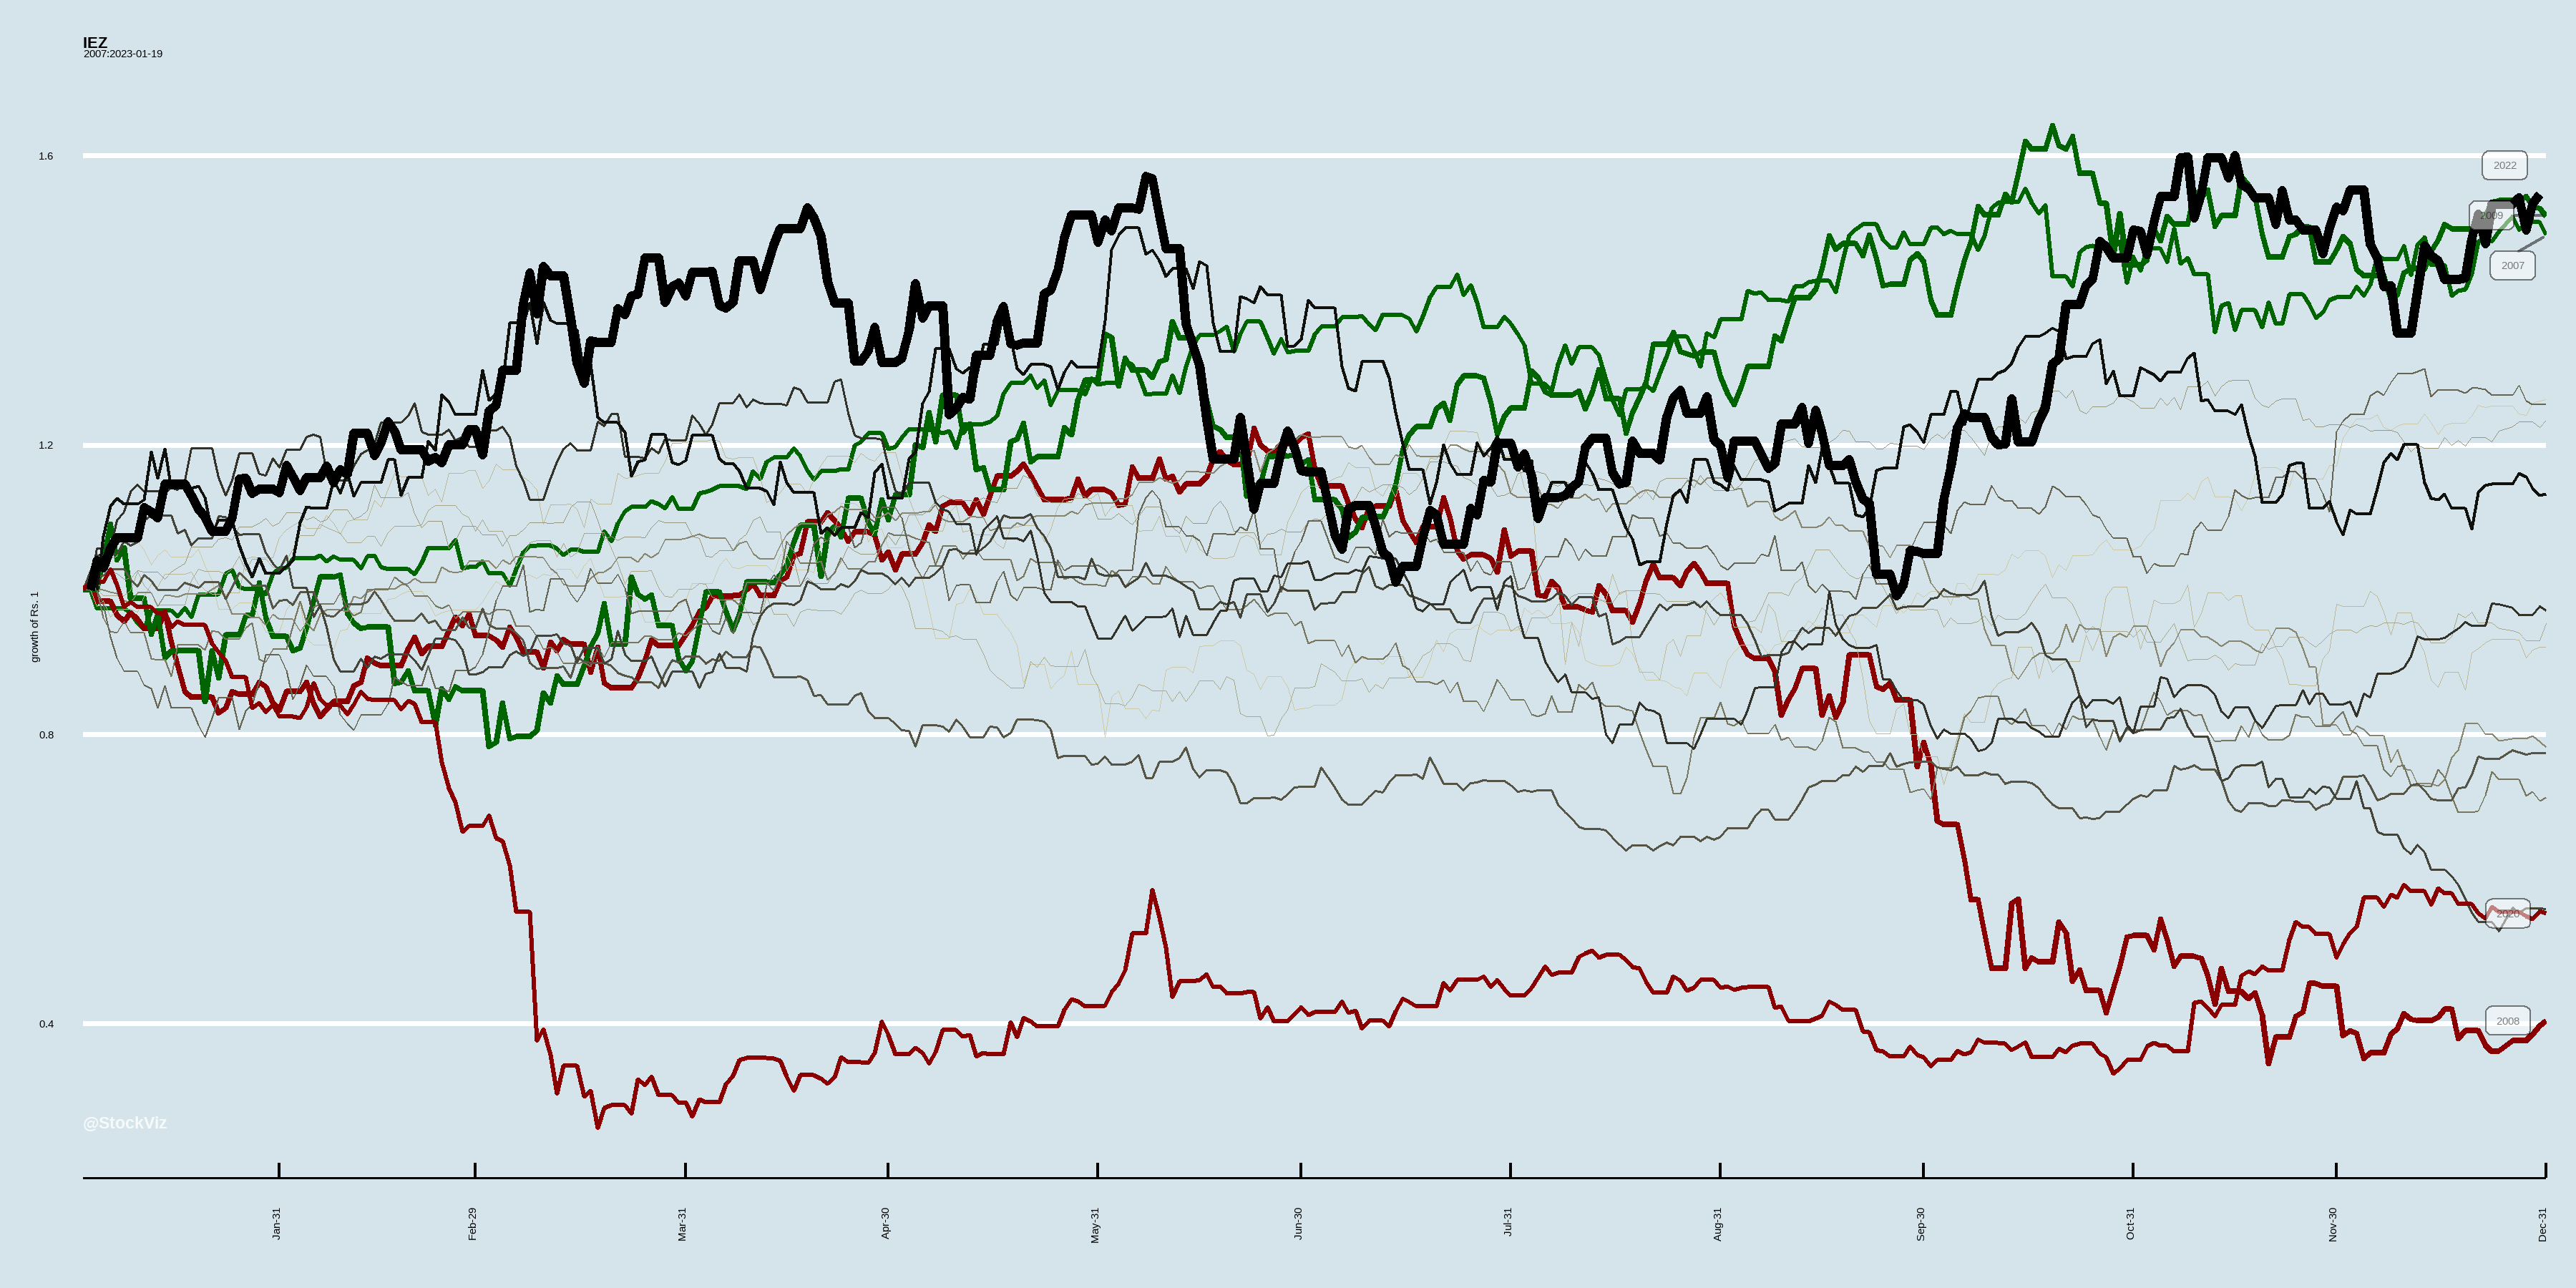 IEZ
2007:2023-01-19
1.6
1.2
0.8
0.4
growth of Rs. 1
2022
2009
2007
2020
2008
@StockViz
Jan-31
Feb-29
Mar-31
Apr-30
May-31
Jun-30
Jul-31
Aug-31
Sep-30
Oct-31
Nov-30
Dec-31